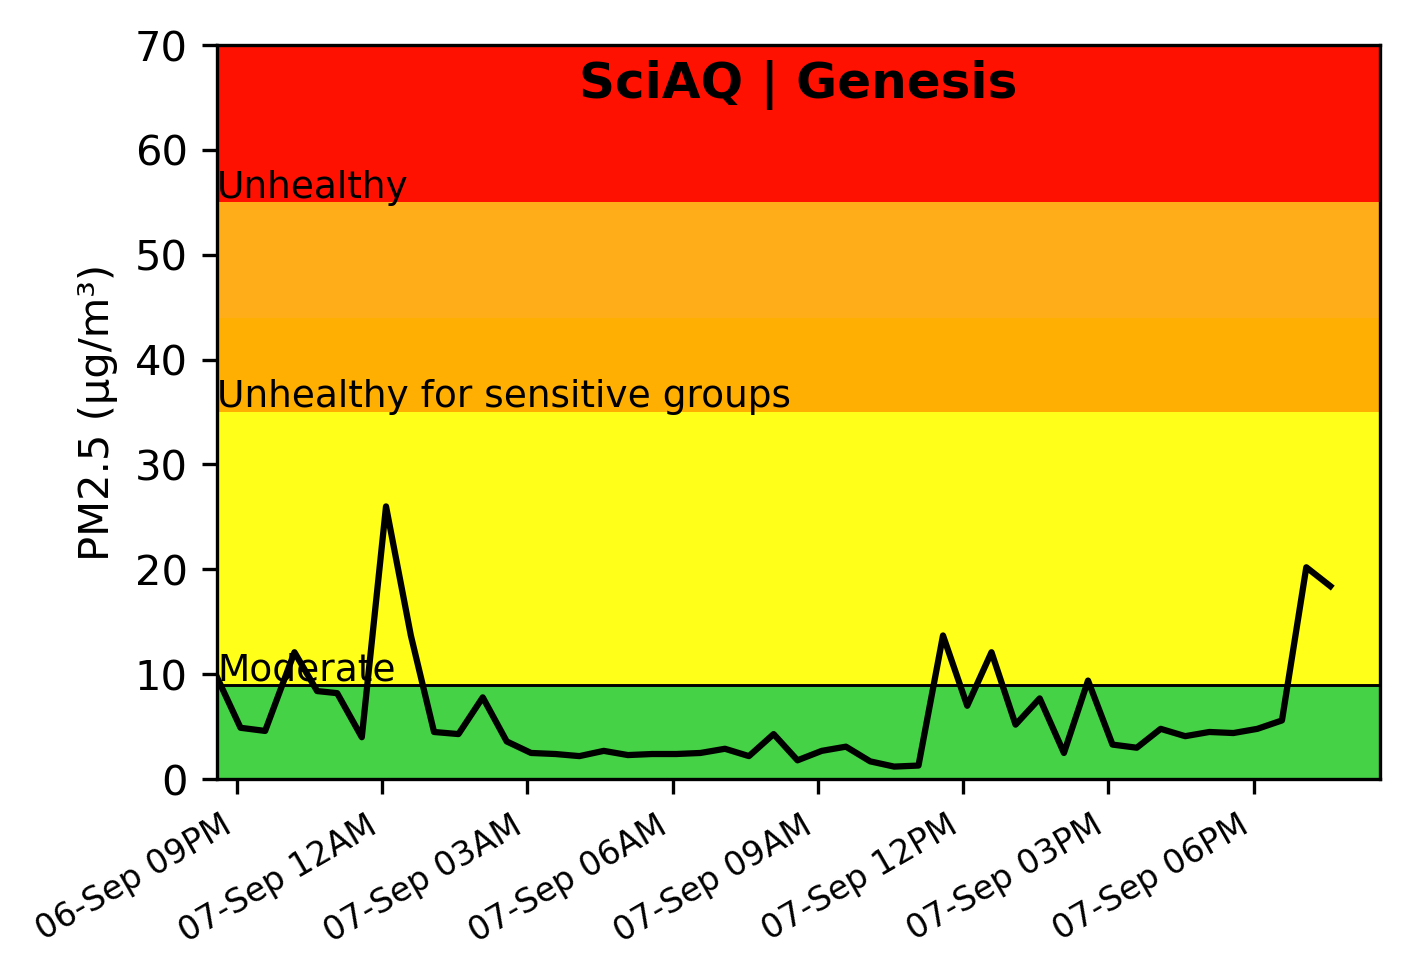 SciAQ | Genesis
PM2.5 (µg/m³)
70
60
50
40
30
20
10
0
Unhealthy
Unhealthy for sensitive groups
Moderate
06-Sep 09PM
07-Sep 12AM
07-Sep 03AM
07-Sep 06AM
07-Sep 09AM
07-Sep 12PM
07-Sep 03PM
07-Sep 06PM